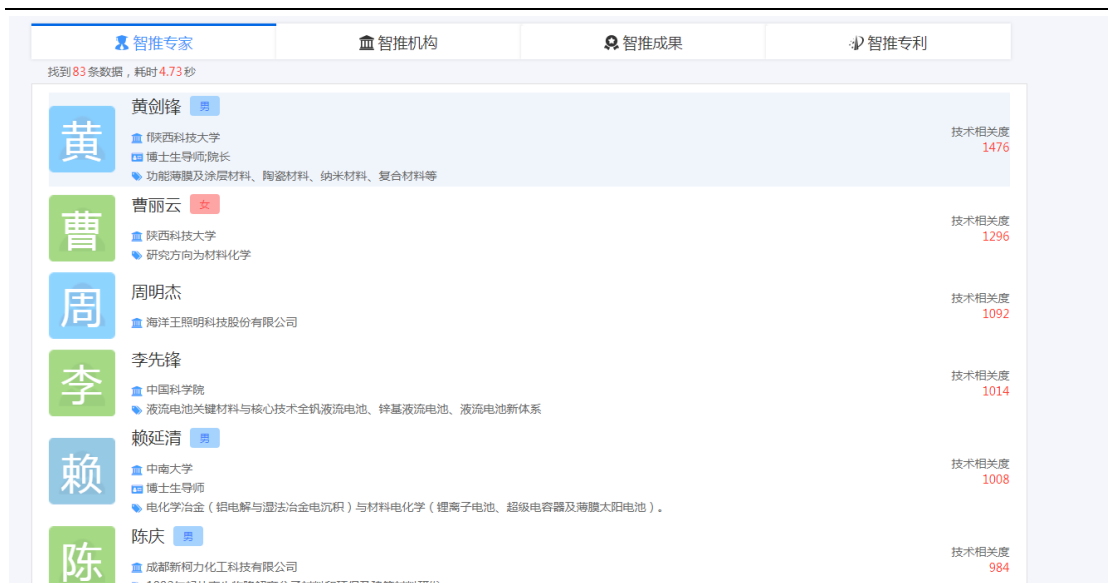 智推专家 智推机构 智推成果 智推专利
找到83条数据，耗时4.73秒
黄
黄剑锋 男
f陕西科技大学
博士生导师;院长
功能薄膜及涂层材料、陶瓷材料、纳米材料、复合材料等
技术相关度
1476
曹
曹丽云 女
陕西科技大学
研究方向为材料化学
技术相关度
1296
周
周明杰
海洋王照明科技股份有限公司
技术相关度
1092
李
李先锋
中国科学院
液流电池关键材料与核心技术全钒液流电池、锌基液流电池、液流电池新体系
技术相关度
1014
赖
赖延清 男
中南大学
博士生导师
电化学冶金（铝电解与湿法冶金电沉积）与材料电化学（锂离子电池、超级电容器及薄膜太阳电池）。
技术相关度
1008
陈
陈庆 男
成都新柯力化工科技有限公司
技术相关度
984